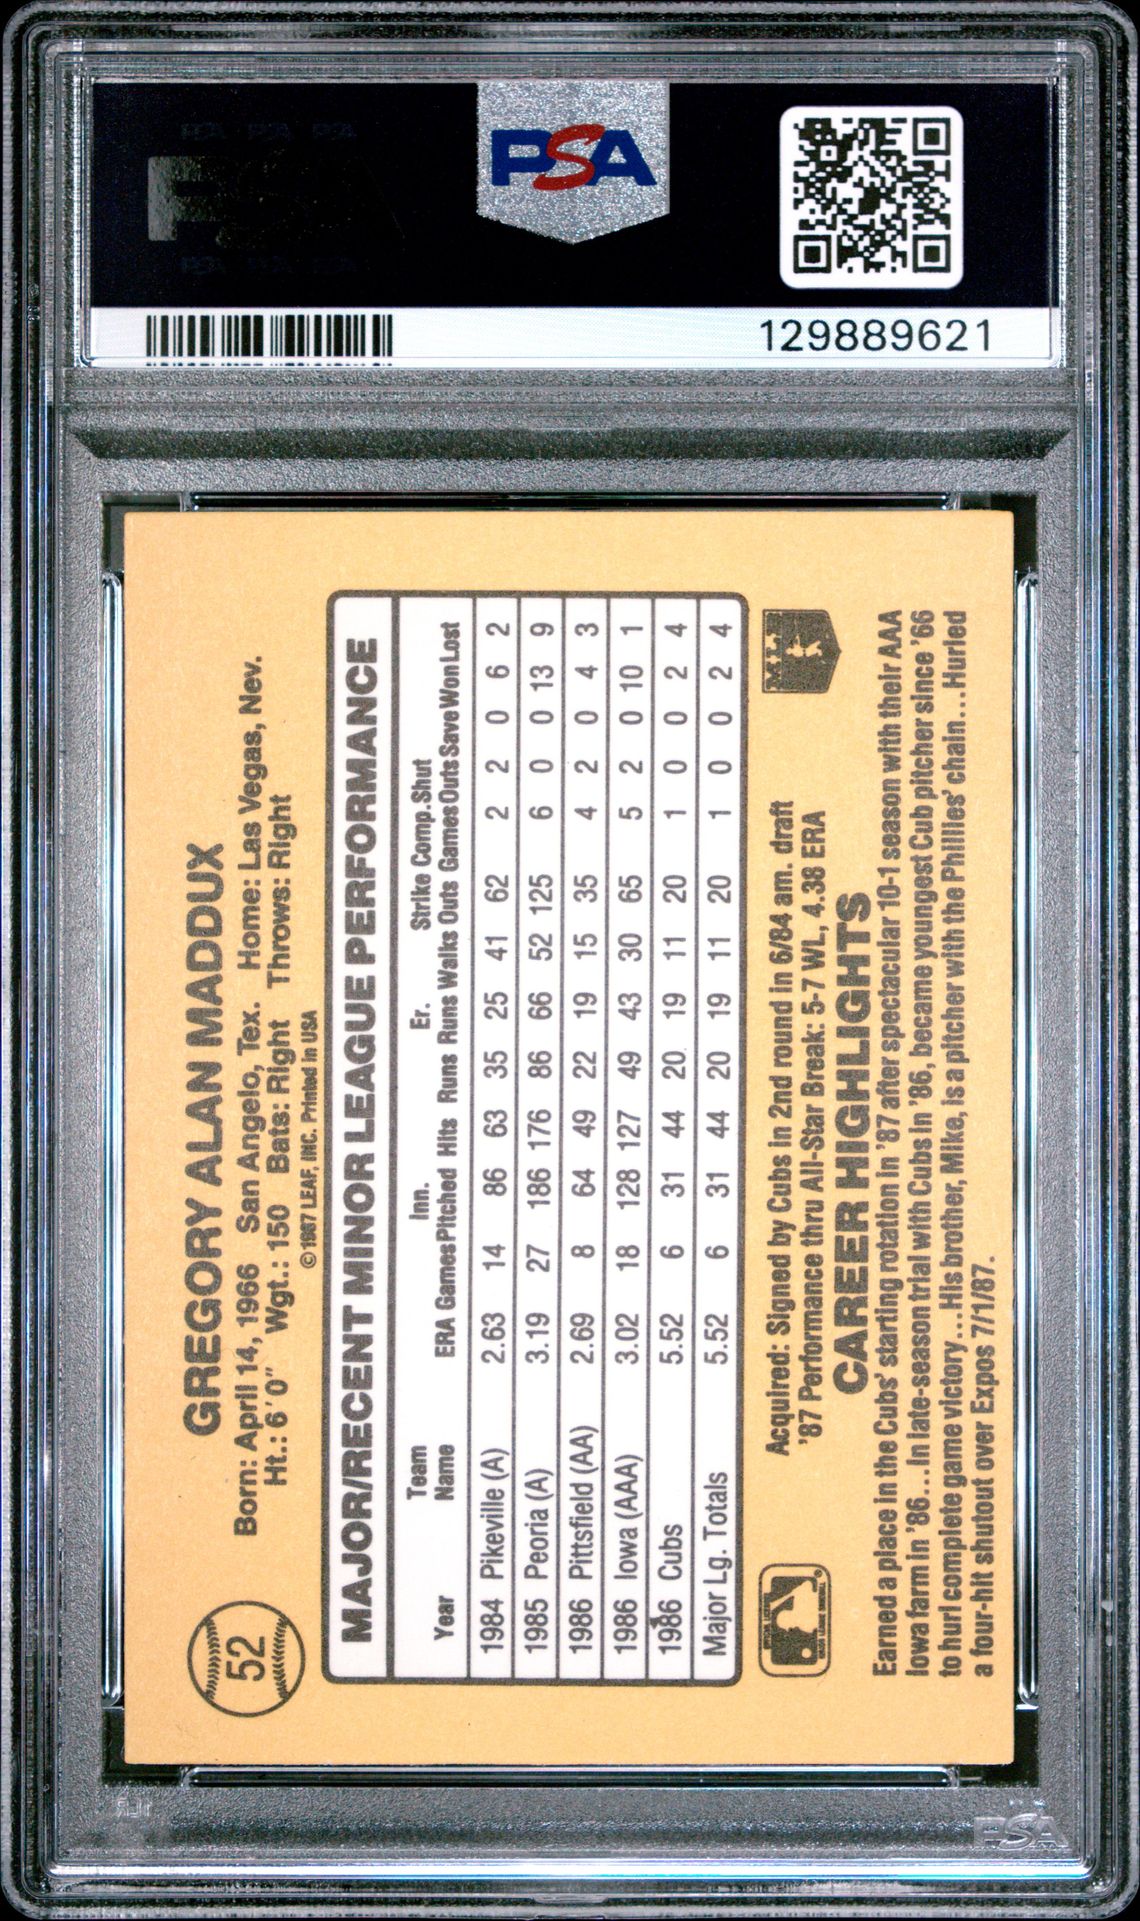 PSA
129889621
52
GREGORY ALAN MADDUX
Born: April 14, 1966 San Angelo, Tex. Home: Las Vegas, Nev.
Ht.: 6'0" Wgt.: 150 Bats: Right Throws: Right
© 1987 LEAF, INC. Printed in USA
MAJOR/RECENT MINOR LEAGUE PERFORMANCE
Team Inn. Er. Strike Comp. Shut
Year Name ERA Games Pitched Hits Runs Runs Walks Outs Games Outs Save Won Lost
1984 Pikeville (A) 2.63 14 86 63 35 25 41 62 2 2 0 6 2
1985 Peoria (A) 3.19 27 186 176 86 66 52 125 6 0 0 13 9
1986 Pittsfield (AA) 2.69 8 64 49 22 19 15 35 4 2 0 4 3
1986 Iowa (AAA) 3.02 18 128 127 49 43 30 65 5 2 0 10 1
1986 Cubs 5.52 6 31 44 20 19 11 20 1 0 0 2 4
Major Lg. Totals 5.52 6 31 44 20 19 11 20 1 0 0 2 4
Acquired: Signed by Cubs in 2nd round in 6/84 am. draft
'87 Performance thru All-Star Break: 5-7 WL, 4.38 ERA
CAREER HIGHLIGHTS
Earned a place in the Cubs' starting rotation in '87 after spectacular 10-1 season with their AAA
Iowa farm in '86...In late-season trial with Cubs in '86, became youngest Cub pitcher since '66
to hurl complete game victory...His brother, Mike, is a pitcher with the Phillies' chain...Hurled
a four-hit shutout over Expos 7/1/87.
PSA